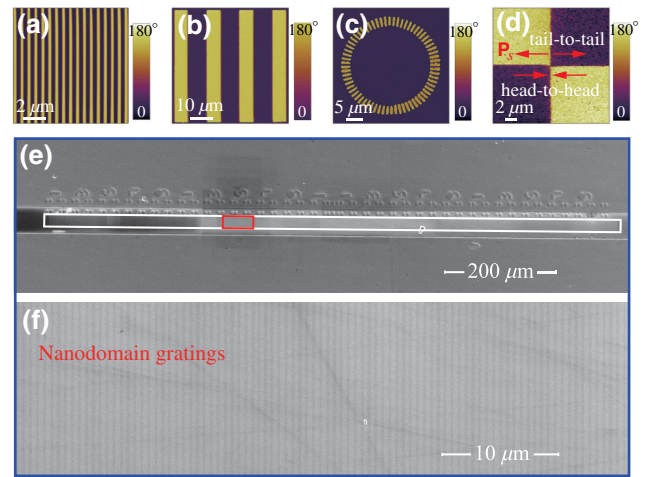 (a)
180°
0
2 μm
(b)
180°
0
10 μm
(c)
180°
0
5 μm
(d)
180°
0
tail-to-tail
Ps
head-to-head
2 μm
(e)
200 μm
(f)
Nanodomain gratings
10 μm